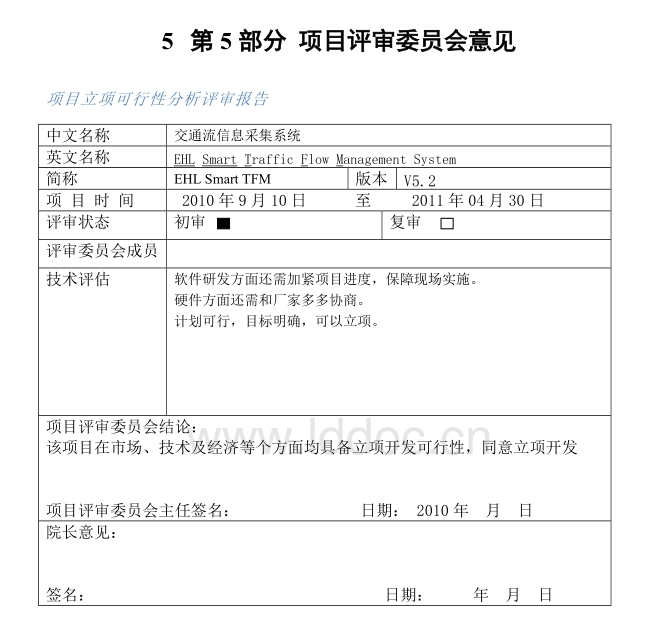 5 第 5 部分 项目评审委员会意见
项目立项可行性分析评审报告
中文名称 交通流信息采集系统
英文名称 EHL Smart Traffic Flow Management System
简称 EHL Smart TFM 版本 V5.2
项 目 时 间 2010 年 9 月 10 日 至 2011 年 04 月 30 日
评审状态 初审 ■ 复审 □
评审委员会成员
技术评估 软件研发方面还需加紧项目进度，保障现场实施。
硬件方面还需和厂家多多协商。
计划可行，目标明确，可以立项。
项目评审委员会结论：
www.lddoc.cn
该项目在市场、技术及经济等个方面均具备立项开发可行性，同意立项开发
项目评审委员会主任签名： 日期： 2010 年 月 日
院长意见：
签名： 日期： 年 月 日